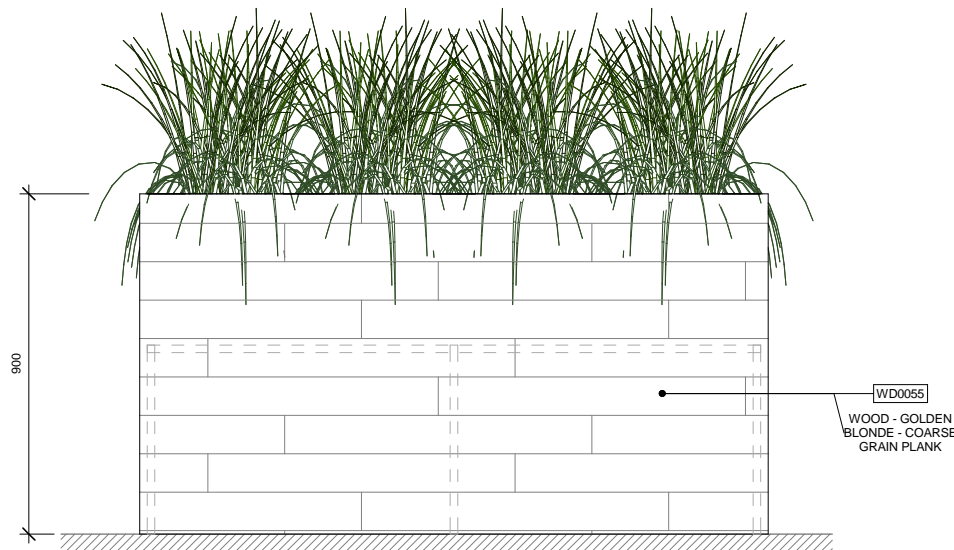 900
WD0055
WOOD - GOLDEN
BLONDE - COARSE
GRAIN PLANK